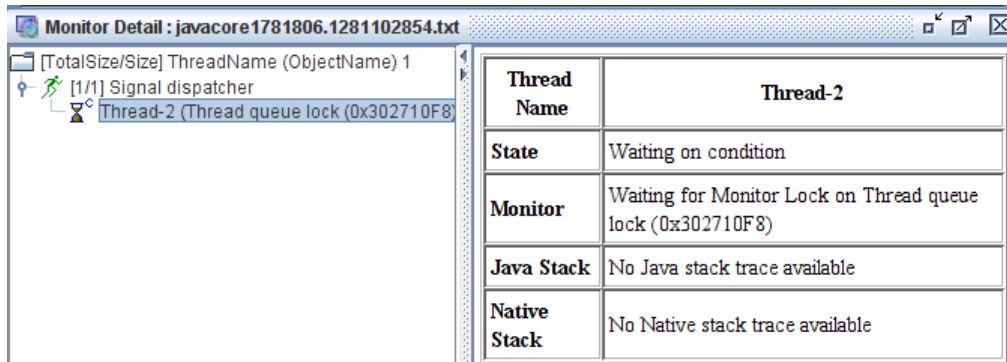 Monitor Detail : javacore1781806.1281102854.txt
[TotalSize/Size] ThreadName (ObjectName) 1
[1/1] Signal dispatcher
C
Thread-2 (Thread queue lock (0x302710F8)
Thread
Name
Thread-2
State
Waiting on condition
Monitor
Waiting for Monitor Lock on Thread queue
lock (0x302710F8)
Java Stack
No Java stack trace available
Native
Stack
No Native stack trace available